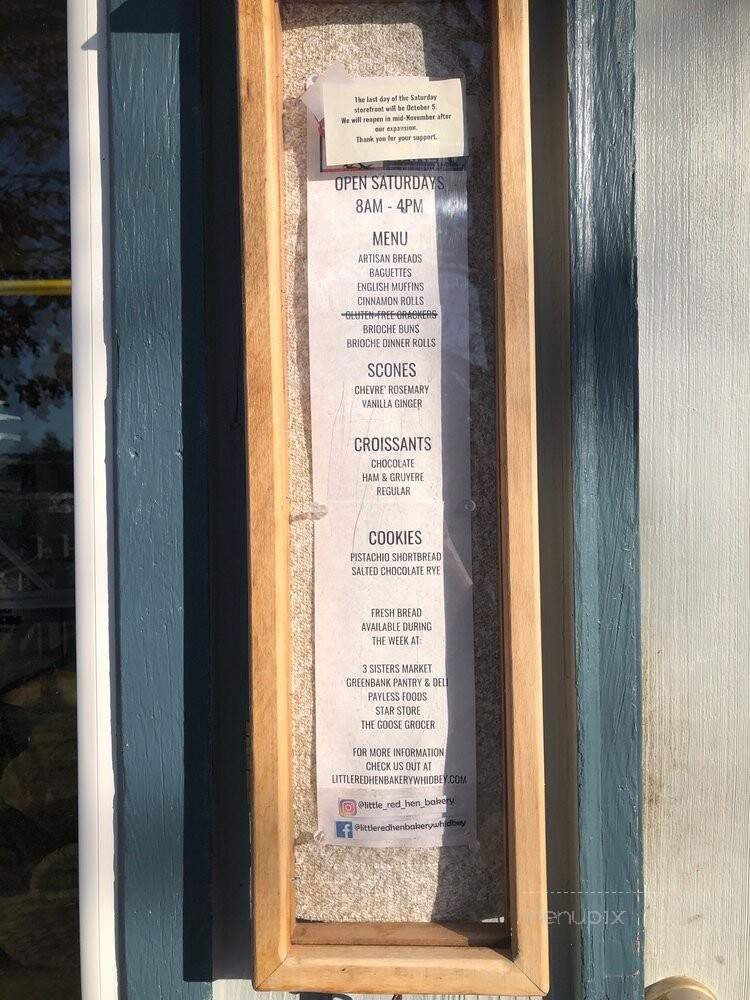 The last day of the Saturday
storefront will be October 5.
We will reopen in mid-November after
our expansion.
Thank you for your support.
OPEN SATURDAYS
8AM - 4PM
MENU
ARTISAN BREADS
BAGUETTES
ENGLISH MUFFINS
CINNAMON ROLLS
GLUTEN-FREE CRACKERS
BRIOCHE BUNS
BRIOCHE DINNER ROLLS
SCONES
CHEVRE' ROSEMARY
VANILLA GINGER
CROISSANTS
CHOCOLATE
HAM & GRUYERE
REGULAR
COOKIES
PISTACHIO SHORTBREAD
SALTED CHOCOLATE RYE
FRESH BREAD
AVAILABLE DURING
THE WEEK AT:
3 SISTERS MARKET
GREENBANK PANTRY & DELI
PAYLESS FOODS
STAR STORE
THE GOOSE GROCER
FOR MORE INFORMATION
CHECK US OUT AT
LITTLEREDHENBAKERYWHIDBEY.COM
@little_red_hen_bakery
@littleredhenbakerywhidbey
menupix